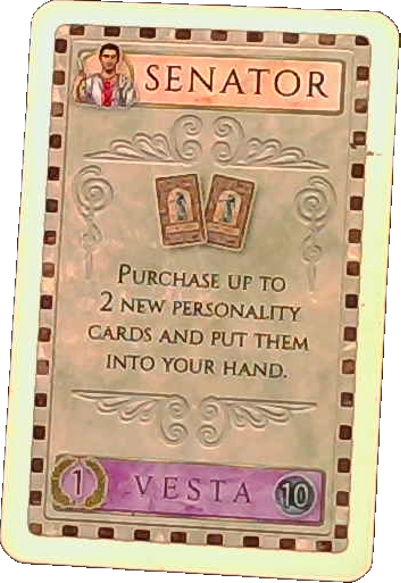 SENATOR
PURCHASE UP TO
2 NEW PERSONALITY
CARDS AND PUT THEM
INTO YOUR HAND.
1 VESTA 10